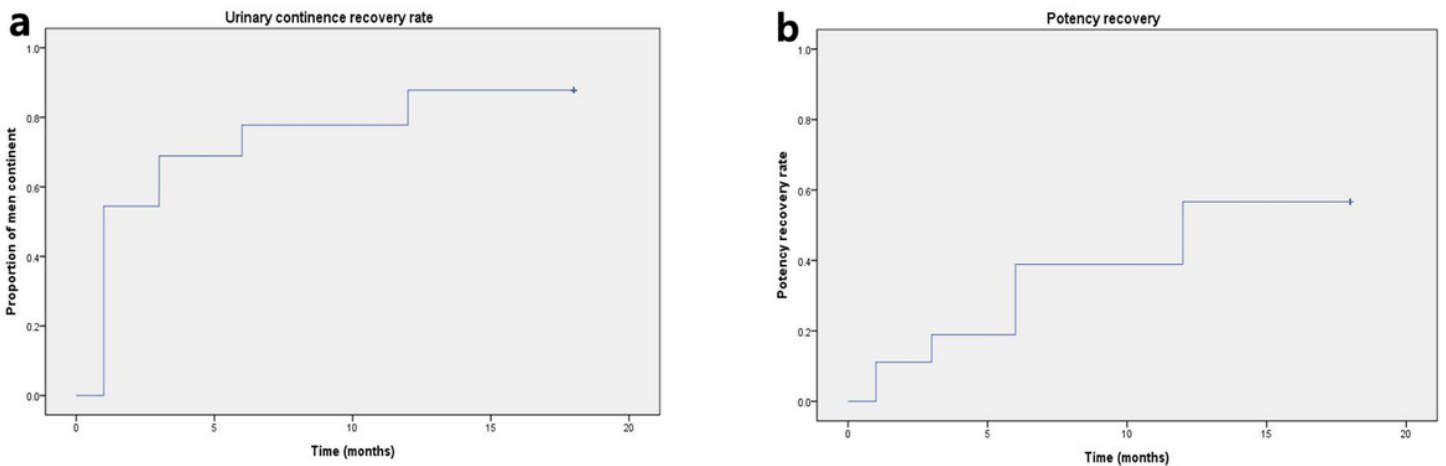 a
Urinary continence recovery rate
1.0
0.8
0.6
0.4
0.2
0.0
Proportion of men continent
0 5 10 15 20
Time (months)
b
Potency recovery
1.0
0.8
0.6
0.4
0.2
0.0
Potency recovery rate
0 5 10 15 20
Time (months)